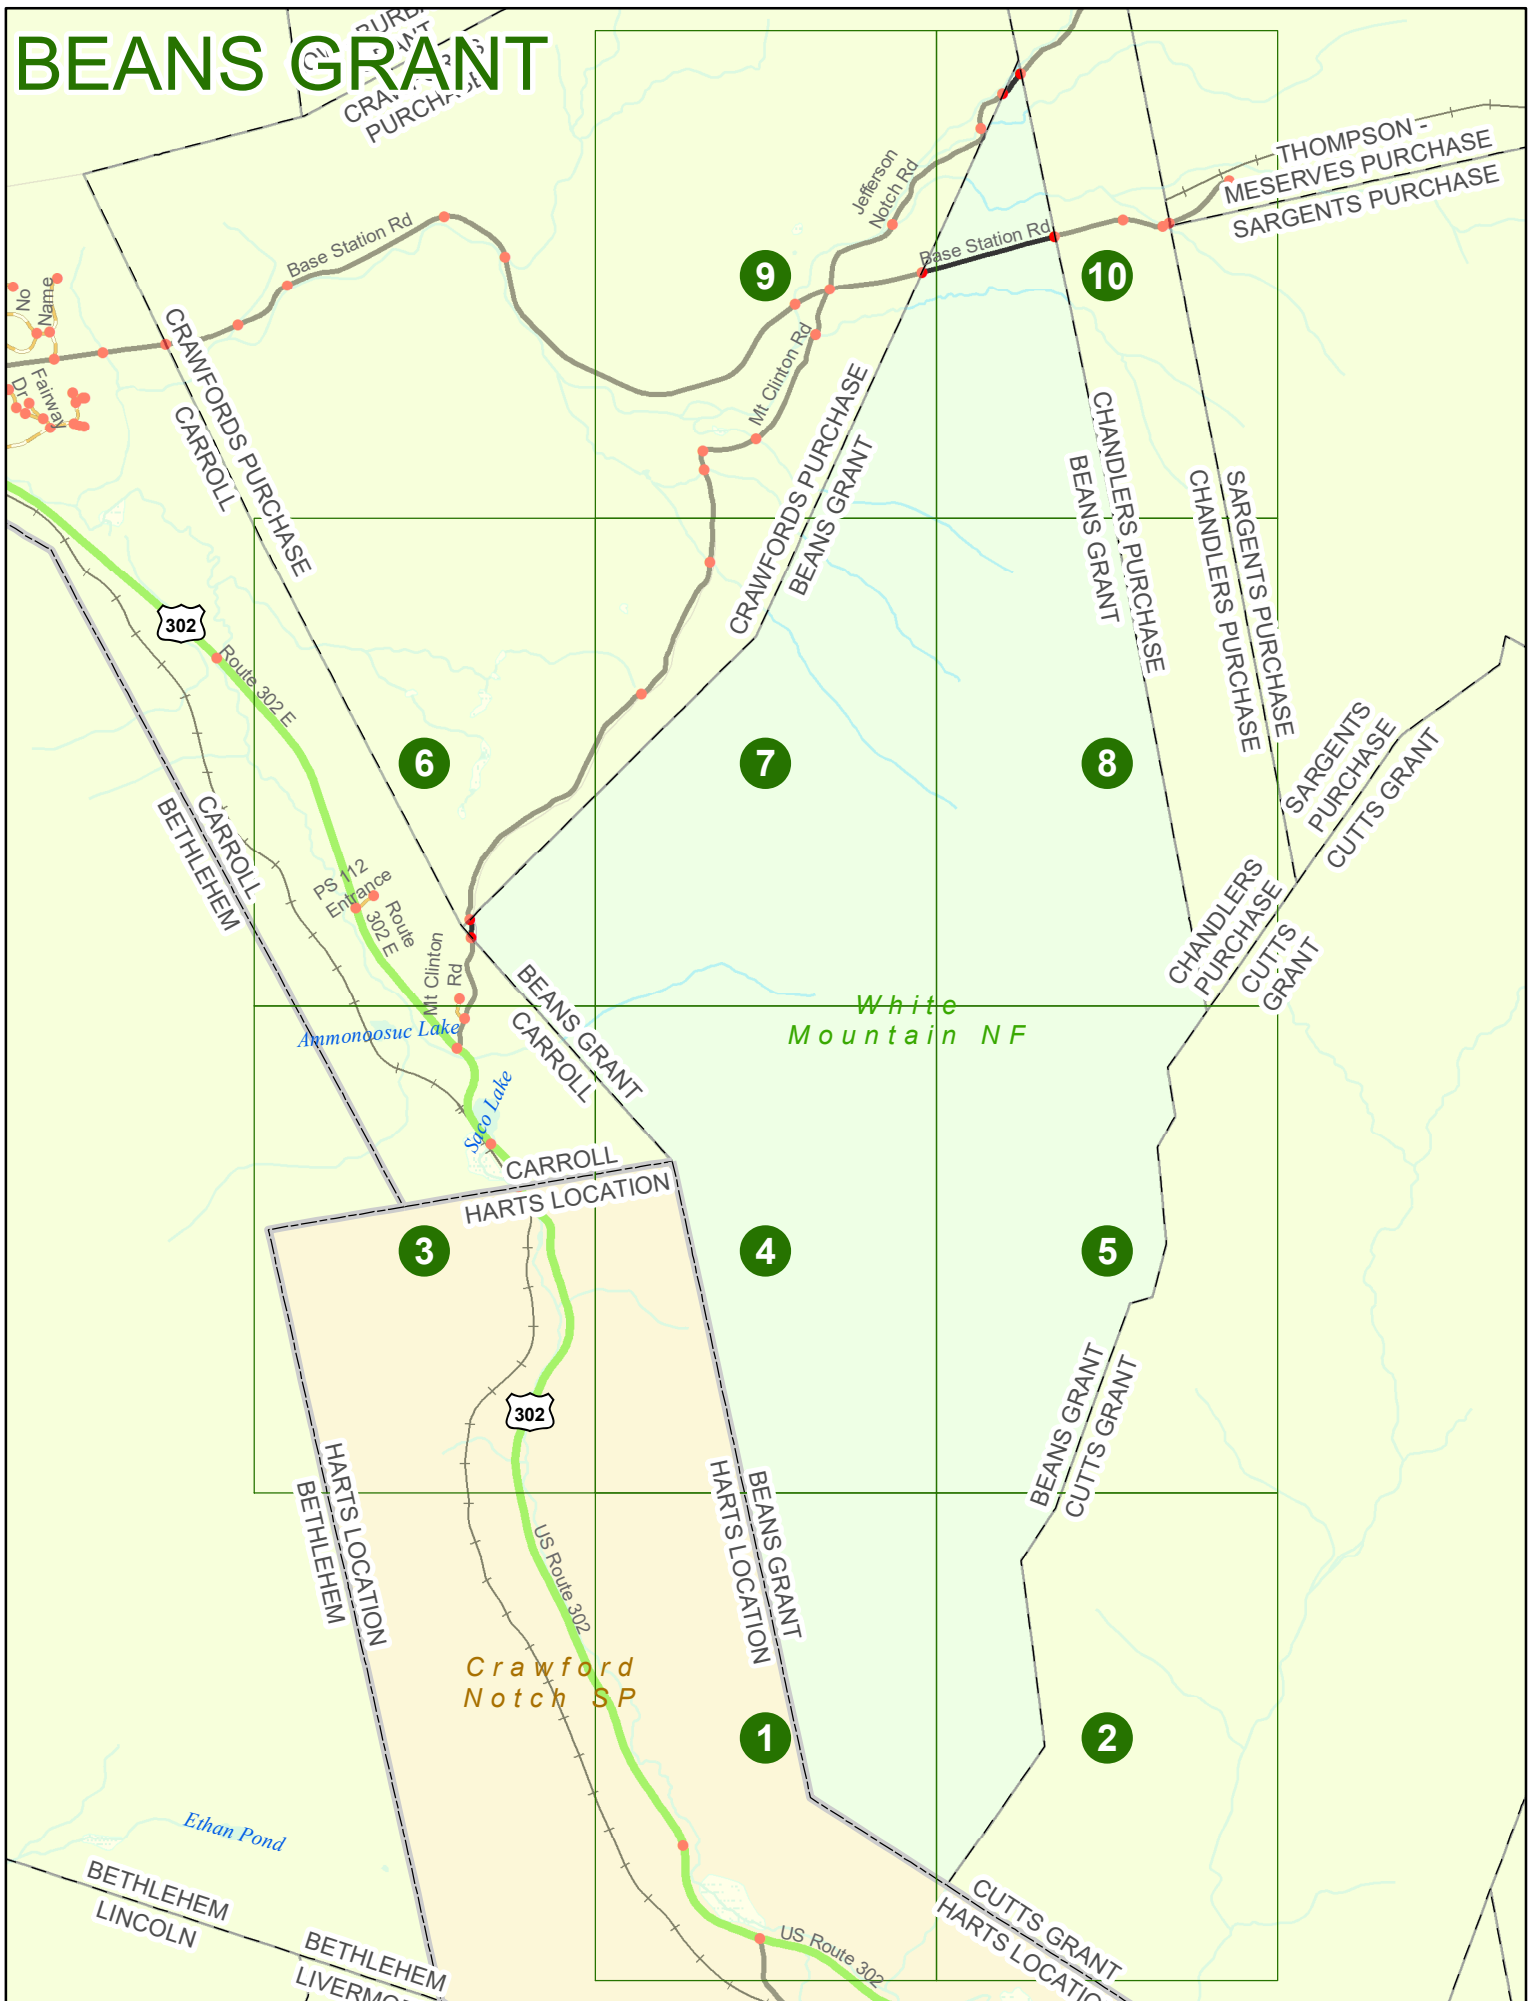 BEANS GRANT
PURCHASE
THOMPSON -
MESERVES PURCHASE
SARGENTS PURCHASE
Jefferson
Notch Rd
Base Station Rd
Base Station Rd
9
10
No
Name
Fairway
Dr
Mt Clinton Rd
CRAWFORDS PURCHASE
CARROLL
CRAWFORDS PURCHASE
BEANS GRANT
CHANDLERS PURCHASE
BEANS GRANT
SARGENTS PURCHASE
CHANDLERS PURCHASE
302
Route 302 E
6
7
8
SARGENTS
PURCHASE
CUTTS GRANT
CARROLL
BETHLEHEM
PS 112
Entrance
Route
302 E
Mt Clinton
Rd
CHANDLERS
PURCHASE
CUTTS
GRANT
BEANS GRANT
CARROLL
White
Mountain NF
Ammonoosuc Lake
Saco Lake
CARROLL
HARTS LOCATION
3
4
5
BEANS GRANT
CUTTS GRANT
302
HARTS LOCATION
BETHLEHEM
BEANS GRANT
HARTS LOCATION
US Route 302
Crawford
Notch SP
1
2
Ethan Pond
BETHLEHEM
LINCOLN
BETHLEHEM
US Route 302
CUTTS GRANT
HARTS